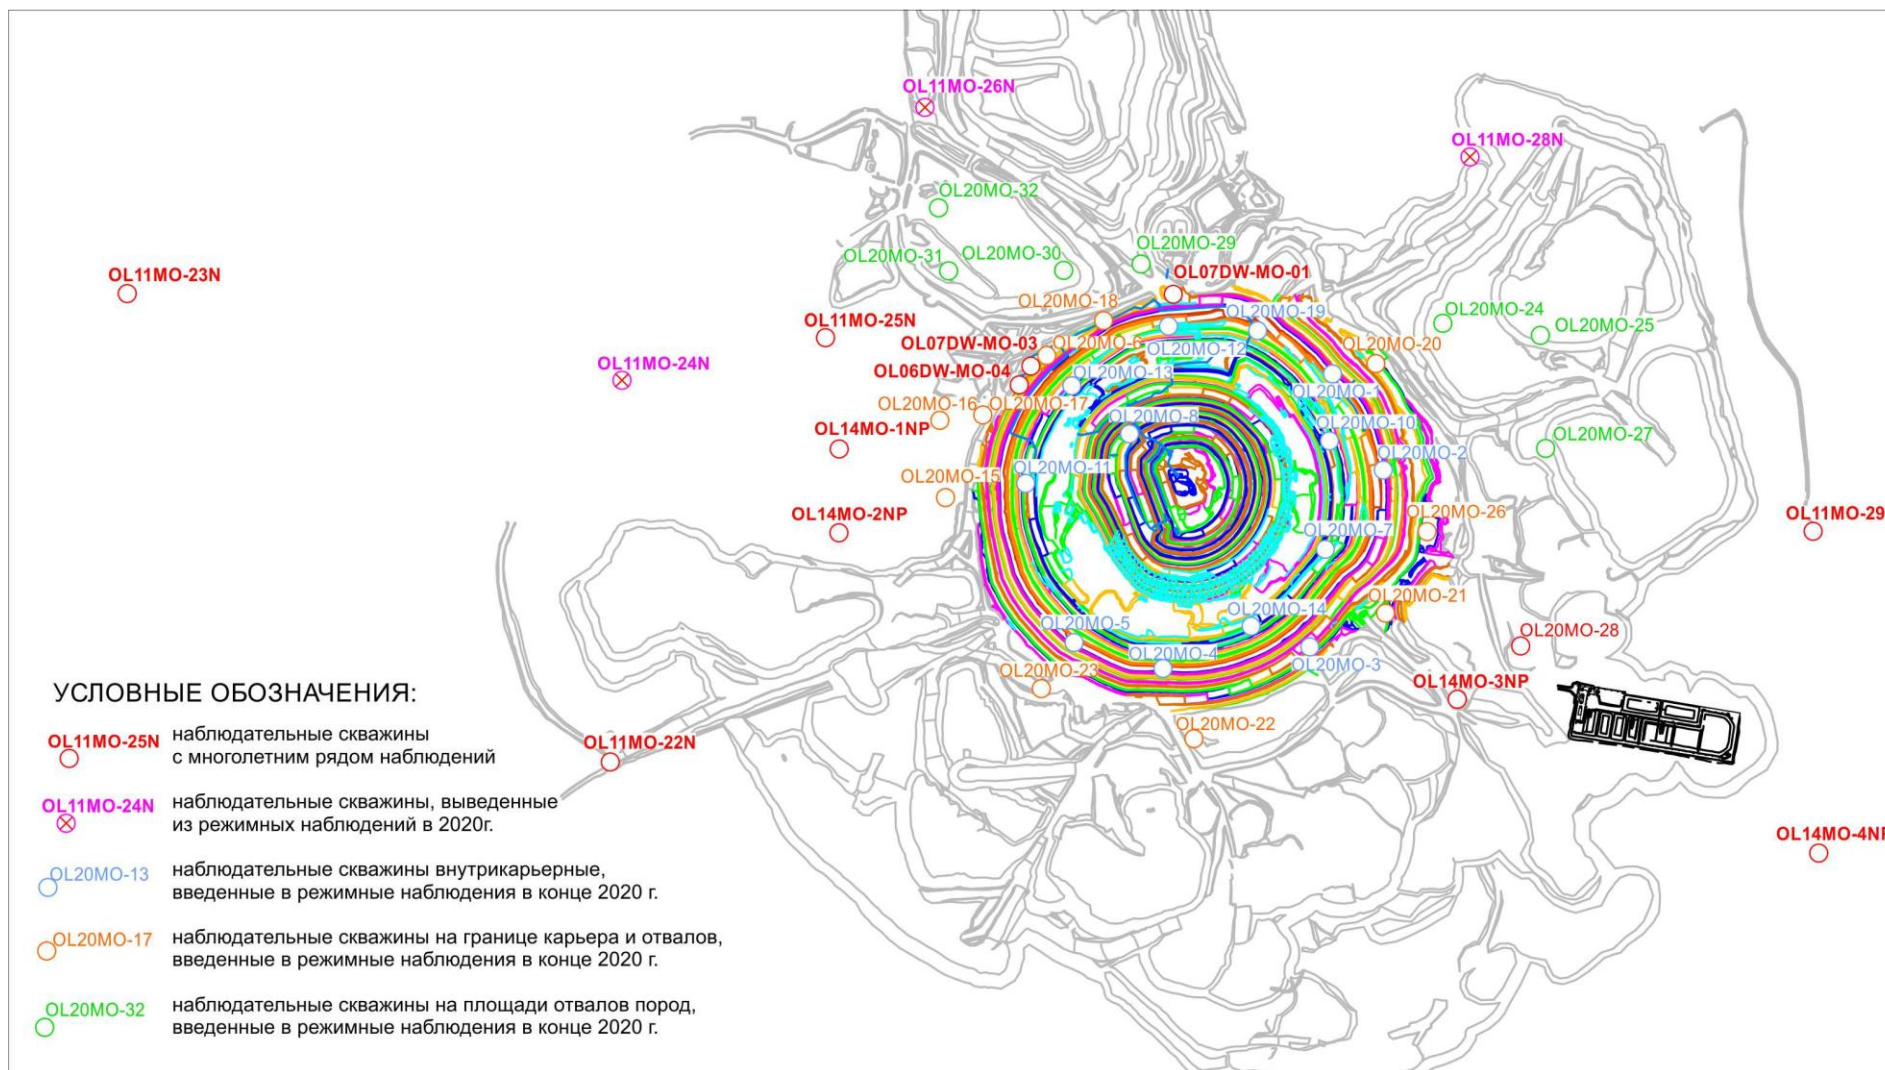 OL11MO-26N
OL11MO-28N
OL20MO-32
OL20MO-31
OL20MO-30
OL20MO-29
OL11MO-23N
OL07DW-MO-01
OL20MO-18
OL20MO-19
OL20MO-24
OL20MO-25
OL11MO-25N
OL07DW-MO-03
OL20MO-6
OL20MO-12
OL20MO-20
OL11MO-24N
OL06DW-MO-04
OL20MO-13
OL20MO-1
OL20MO-16
OL20MO-17
OL20MO-8
OL20MO-10
OL14MO-1NP
OL20MO-27
OL20MO-2
OL20MO-11
OL20MO-15
OL14MO-2NP
OL20MO-26
OL11MO-29
OL20MO-7
OL20MO-21
OL20MO-14
OL20MO-5
OL20MO-28
OL20MO-4
OL20MO-3
OL20MO-23
OL14MO-3NP
OL20MO-22
OL11MO-22N
OL14MO-4NP
УСЛОВНЫЕ ОБОЗНАЧЕНИЯ:
OL11MO-25N наблюдательные скважины
с многолетним рядом наблюдений
OL11MO-24N наблюдательные скважины, выведенные
из режимных наблюдений в 2020г.
OL20MO-13 наблюдательные скважины внутрикарьерные,
введенные в режимные наблюдения в конце 2020 г.
OL20MO-17 наблюдательные скважины на границе карьера и отвалов,
введенные в режимные наблюдения в конце 2020 г.
OL20MO-32 наблюдательные скважины на площади отвалов пород,
введенные в режимные наблюдения в конце 2020 г.